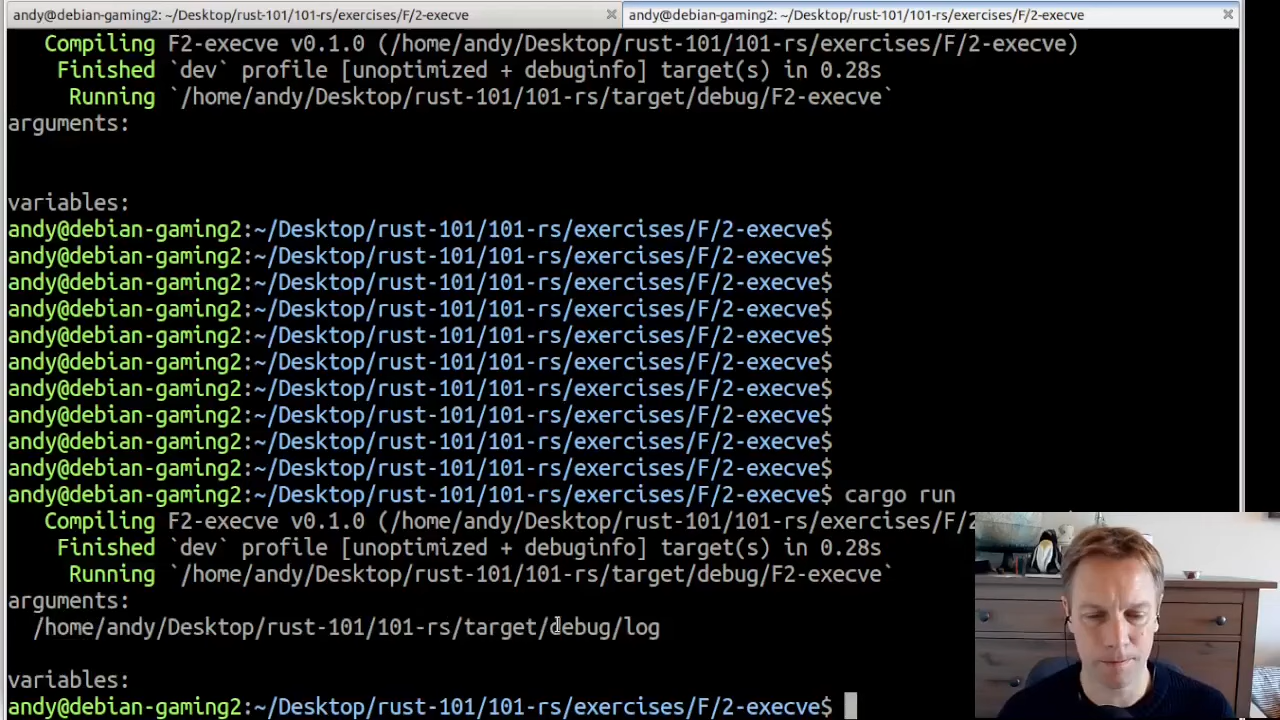 andy@debian-gaming2: ~/Desktop/rust-101/101-rs/exercises/F/2-execve
andy@debian-gaming2: ~/Desktop/rust-101/101-rs/exercises/F/2-execve
Compiling F2-execve v0.1.0 (/home/andy/Desktop/rust-101/101-rs/exercises/F/2-execve)
Finished `dev` profile [unoptimized + debuginfo] target(s) in 0.28s
Running `/home/andy/Desktop/rust-101/101-rs/target/debug/F2-execve`
arguments:
variables:
andy@debian-gaming2:~/Desktop/rust-101/101-rs/exercises/F/2-execve$
andy@debian-gaming2:~/Desktop/rust-101/101-rs/exercises/F/2-execve$
andy@debian-gaming2:~/Desktop/rust-101/101-rs/exercises/F/2-execve$
andy@debian-gaming2:~/Desktop/rust-101/101-rs/exercises/F/2-execve$
andy@debian-gaming2:~/Desktop/rust-101/101-rs/exercises/F/2-execve$
andy@debian-gaming2:~/Desktop/rust-101/101-rs/exercises/F/2-execve$
andy@debian-gaming2:~/Desktop/rust-101/101-rs/exercises/F/2-execve$
andy@debian-gaming2:~/Desktop/rust-101/101-rs/exercises/F/2-execve$
andy@debian-gaming2:~/Desktop/rust-101/101-rs/exercises/F/2-execve$
andy@debian-gaming2:~/Desktop/rust-101/101-rs/exercises/F/2-execve$
andy@debian-gaming2:~/Desktop/rust-101/101-rs/exercises/F/2-execve$ cargo run
Compiling F2-execve v0.1.0 (/home/andy/Desktop/rust-101/101-rs/exercises/F/2
Finished `dev` profile [unoptimized + debuginfo] target(s) in 0.28s
Running `/home/andy/Desktop/rust-101/101-rs/target/debug/F2-execve`
arguments:
/home/andy/Desktop/rust-101/101-rs/target/debug/log
variables:
andy@debian-gaming2:~/Desktop/rust-101/101-rs/exercises/F/2-execve$